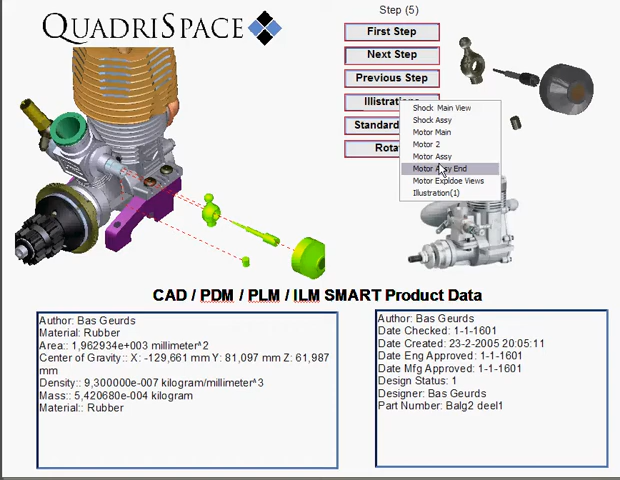 QUADRISPACE
Step (5)
First Step
Next Step
Previous Step
Illistrations
Standard
Rota
Shock Main View
Shock Assy
Motor Main
Motor 2
Motor Assy
Motor Assy End
Motor Expldoe Views
Illustration(1)
CAD / PDM / PLM / ILM SMART Product Data
Author: Bas Geurds
Material: Rubber
Area:: 1,962934e+003 millimeter^2
Center of Gravity:: X: -129,661 mm Y: 81,097 mm Z: 61,987
mm
Density:: 9,300000e-007 kilogram/millimeter^3
Mass:: 5,420680e-004 kilogram
Material:: Rubber
Author: Bas Geurds
Date Checked: 1-1-1601
Date Created: 23-2-2005 20:05:11
Date Eng Approved: 1-1-1601
Date Mfg Approved: 1-1-1601
Design Status: 1
Designer: Bas Geurds
Part Number: Balg2 deel1